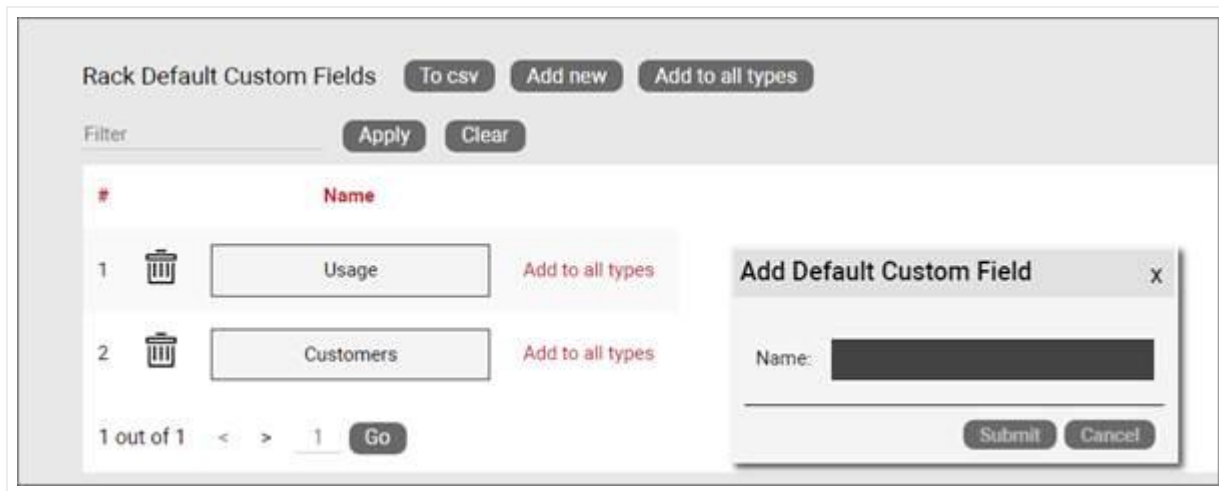 Rack Default Custom Fields To csv Add new Add to all types
Filter Apply Clear
# Name
1 Usage Add to all types
2 Customers Add to all types
1 out of 1 < > 1 Go
Add Default Custom Field x
Name:
Submit Cancel